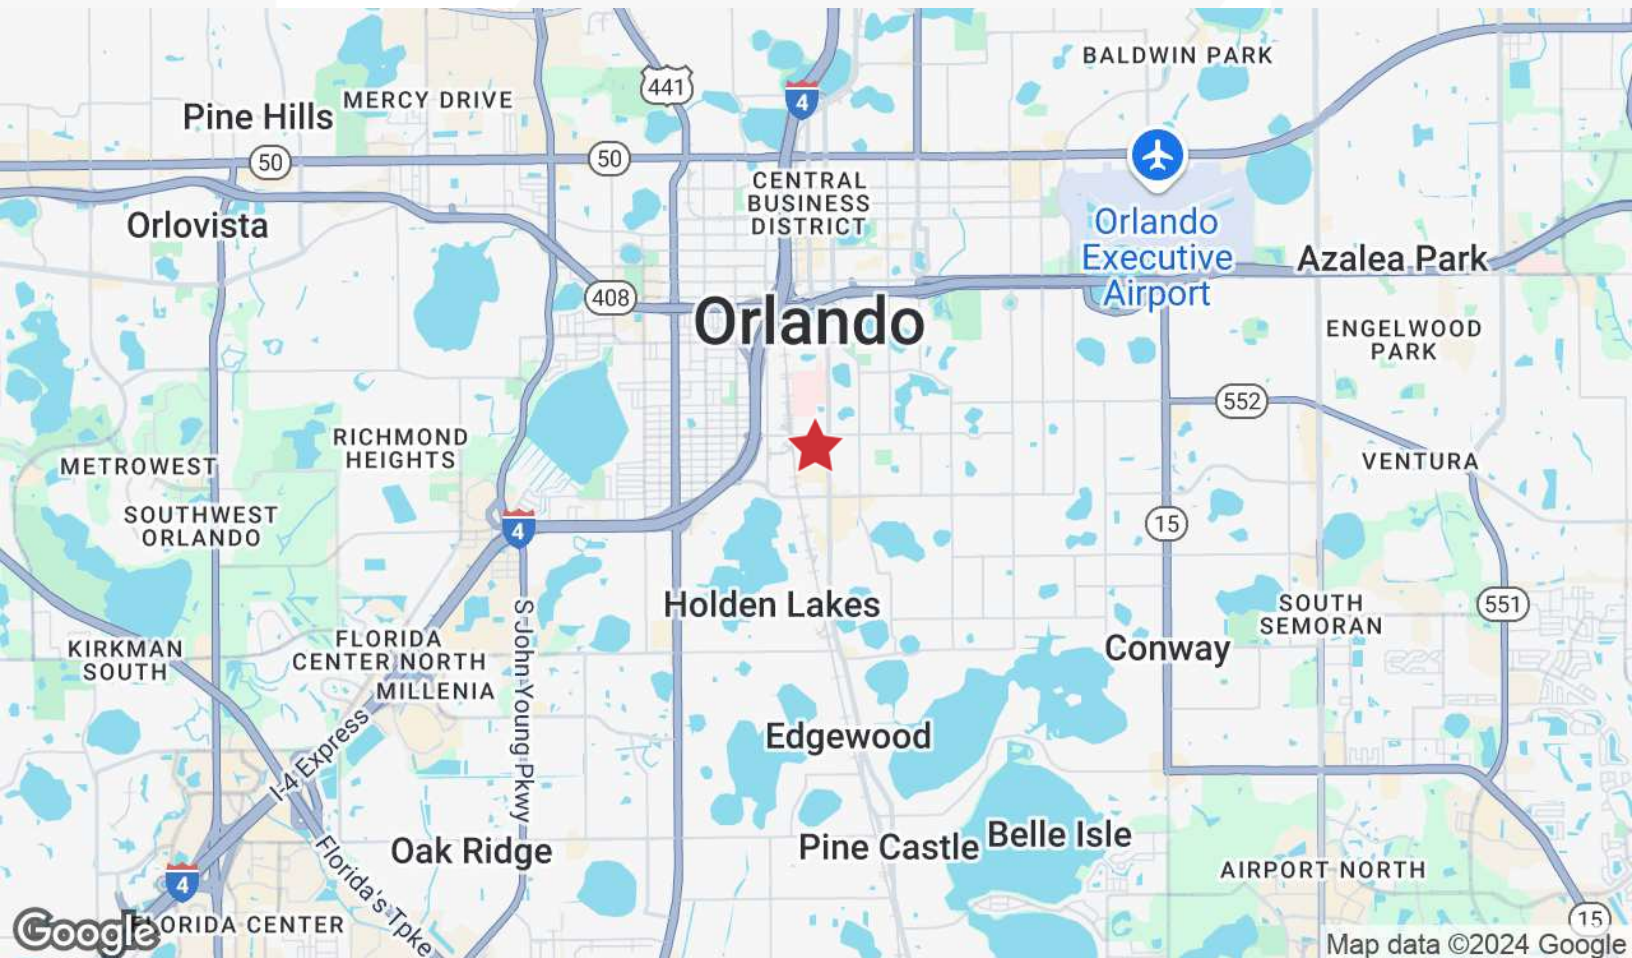 BALDWIN PARK
441
4
MERCY DRIVE
Pine Hills
50
50
CENTRAL
BUSINESS
DISTRICT
Orlovista
Orlando
Executive
Airport
Azalea Park
408
Orlando
ENGELWOOD
PARK
552
RICHMOND
HEIGHTS
METROWEST
VENTURA
SOUTHWEST
ORLANDO
4
15
Holden Lakes
SOUTH
SEMORAN
551
KIRKMAN
SOUTH
FLORIDA
CENTER NORTH
MILLENIA
S John Young Pkwy
Conway
I-4 Express
Edgewood
Oak Ridge
Pine Castle
Belle Isle
Florida's Tpke
4
AIRPORT NORTH
15
FLORIDA CENTER
Google
Map data ©2024 Google